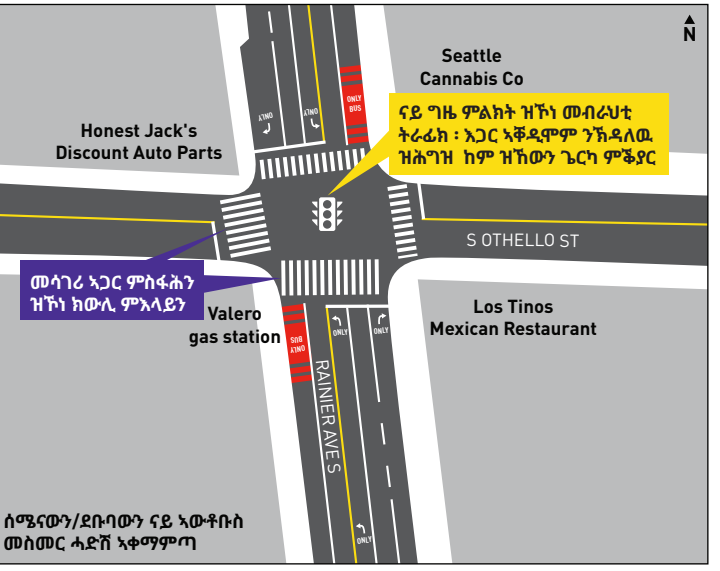 N
Seattle
Cannabis Co
Honest Jack's
Discount Auto Parts
ONLY
ONLY
ONLY
BUS
ናይ ግዜ ምልክት ዝኾነ መብራህቲ
ትራፊክ ፡ እጋር ኣቐዲሞም ንኽዳለዉ
ዝሕግዝ ከም ዝኸውን ጌርካ ምቕያር
S OTHELLO ST
መሳገሪ ኣጋር ምስፋሕን
ዝኾነ ክውሊ ምእላይን
Valero
gas station
Los Tinos
Mexican Restaurant
ONLY
BUS
ONLY
ONLY
RAINIER AVE S
ONLY
ሰሜናውን/ደቡባውን ናይ ኣውቶቡስ
መስመር ሓድሽ ኣቀማምጣ